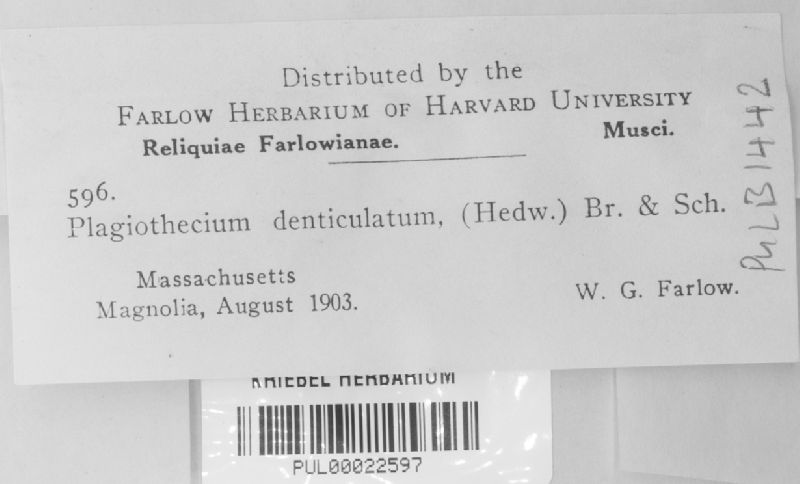 Distributed by the
FARLOW HERBARIUM OF HARVARD UNIVERSITY
Reliquiae Farlowianae. Musci.
596.
Plagiothecium denticulatum, (Hedw.) Br. & Sch.
Massachusetts
Magnolia, August 1903.
W. G. Farlow.
PULB1442
KRIEBEL HERBARIUM
PUL00022597